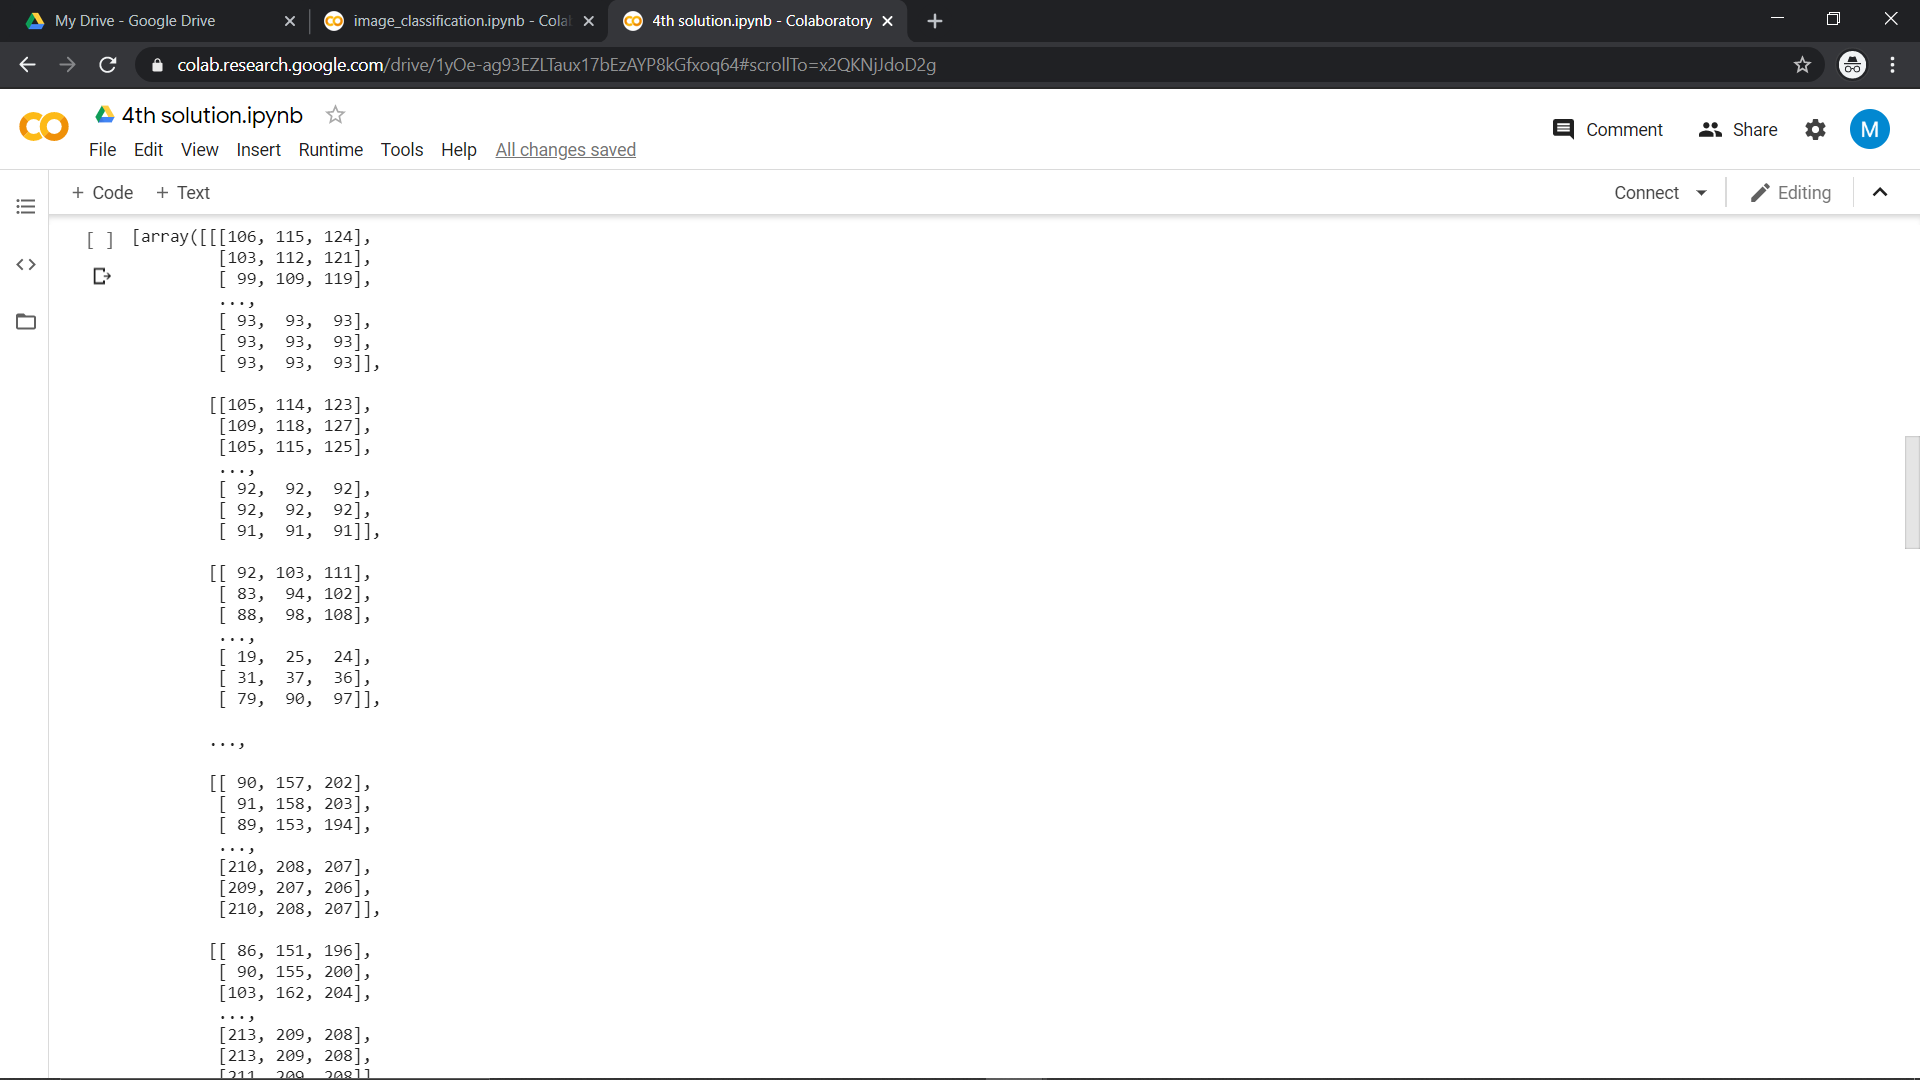 My Drive - Google Drive
image_classification.ipynb - Cola
4th solution.ipynb - Colaboratory
colab.research.google.com/drive/1yOe-ag93EZLTaux17bEzAYP8kGfxoq64#scrollTo=x2QKNjJdoD2g
4th solution.ipynb
File Edit View Insert Runtime Tools Help All changes saved
Comment Share M
+ Code + Text Connect Editing
[ ] [array([[[106, 115, 124],
[103, 112, 121],
[ 99, 109, 119],
...,
[ 93, 93, 93],
[ 93, 93, 93],
[ 93, 93, 93]],
[[105, 114, 123],
[109, 118, 127],
[105, 115, 125],
...,
[ 92, 92, 92],
[ 92, 92, 92],
[ 91, 91, 91]],
[[ 92, 103, 111],
[ 83, 94, 102],
[ 88, 98, 108],
...,
[ 19, 25, 24],
[ 31, 37, 36],
[ 79, 90, 97]],
...,
[[ 90, 157, 202],
[ 91, 158, 203],
[ 89, 153, 194],
...,
[210, 208, 207],
[209, 207, 206],
[210, 208, 207]],
[[ 86, 151, 196],
[ 90, 155, 200],
[103, 162, 204],
...,
[213, 209, 208],
[213, 209, 208],
[211, 209, 208]]